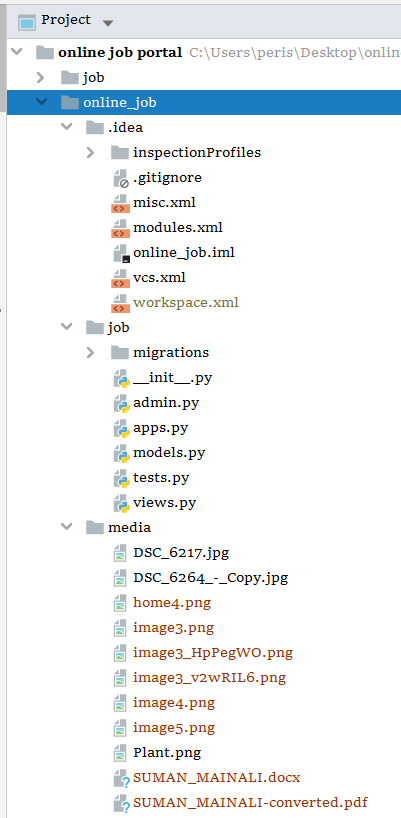 Project
online job portal C:\Users\peris\Desktop\onlin
job
online_job
.idea
inspectionProfiles
.gitignore
misc.xml
modules.xml
online_job.iml
vcs.xml
workspace.xml
job
migrations
__init__.py
admin.py
apps.py
models.py
tests.py
views.py
media
DSC_6217.jpg
DSC_6264_-_Copy.jpg
home4.png
image3.png
image3_HpPegWO.png
image3_v2wRIL6.png
image4.png
image5.png
Plant.png
SUMAN_MAINALI.docx
SUMAN_MAINALI-converted.pdf